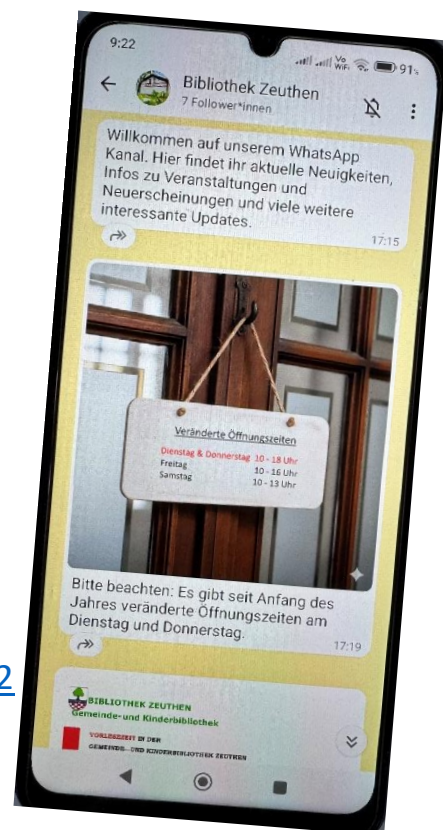 9:22
Vo
WiFi
91%
Bibliothek Zeuthen
7 Follower*innen
Willkommen auf unserem WhatsApp
Kanal. Hier findet ihr aktuelle Neuigkeiten,
Infos zu Veranstaltungen und
Neuerscheinungen und viele weitere
interessante Updates.
17:15
Veränderte Öffnungszeiten
Dienstag & Donnerstag 10 - 18 Uhr
Freitag 10 - 16 Uhr
Samstag 10 - 13 Uhr
Bitte beachten: Es gibt seit Anfang des
Jahres veränderte Öffnungszeiten am
Dienstag und Donnerstag.
17:19
2
BIBLIOTHEK ZEUTHEN
Gemeinde- und Kinderbibliothek
VORLESEZEIT IN DER
GEMEINDE- UND KINDERBIBLIOTHEK ZEUTHEN